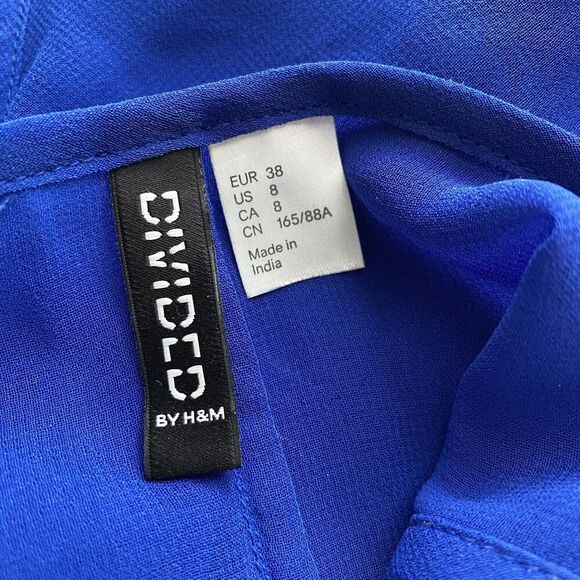 DIVIDED
BY H&M
EUR 38
US 8
CA 8
CN 165/88A
Made in
India